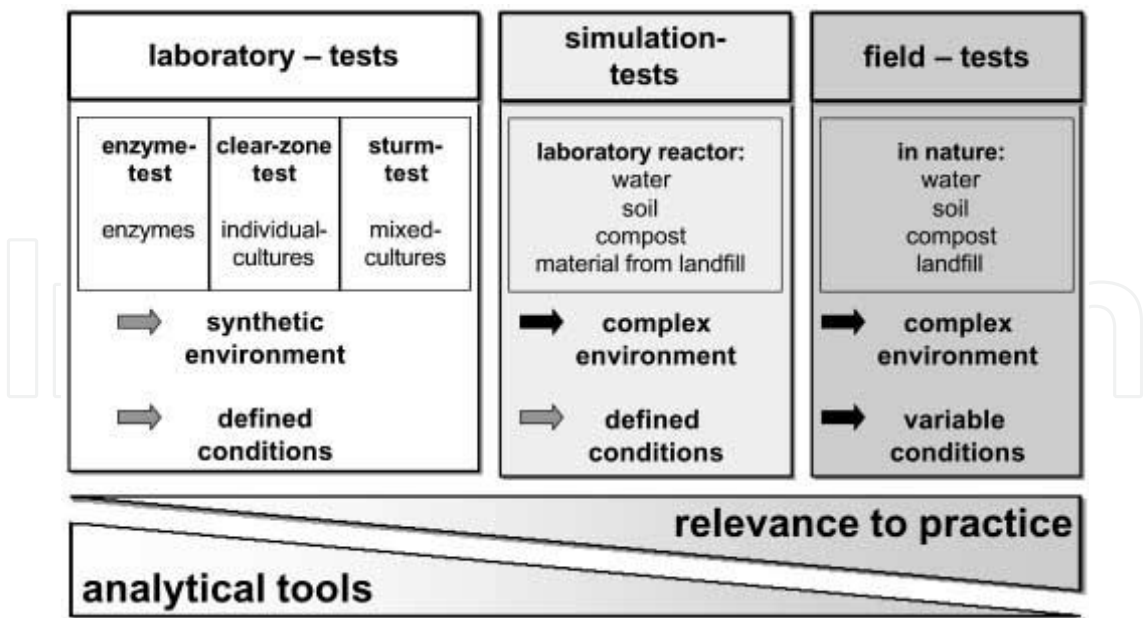 laboratory – tests
simulation-
tests
field – tests
enzyme-
test
enzymes
clear-zone
test
individual-
cultures
sturm-
test
mixed-
cultures
laboratory reactor:
water
soil
compost
material from landfill
in nature:
water
soil
compost
landfill
synthetic
environment
complex
environment
complex
environment
defined
conditions
defined
conditions
variable
conditions
relevance to practice
analytical tools